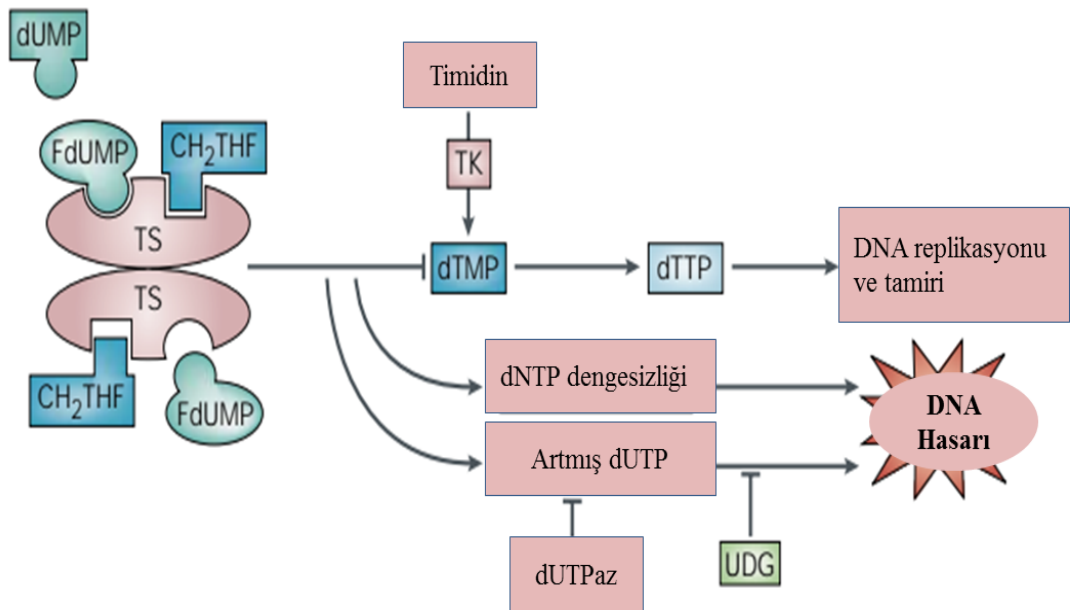 dUMP
Timidin
FdUMP
CH₂THF
TK
TS
dTMP
dTTP
DNA replikasyonu
ve tamiri
TS
CH₂THF
FdUMP
dNTP dengesizliği
DNA
Hasarı
Artmış dUTP
dUTPaz
UDG